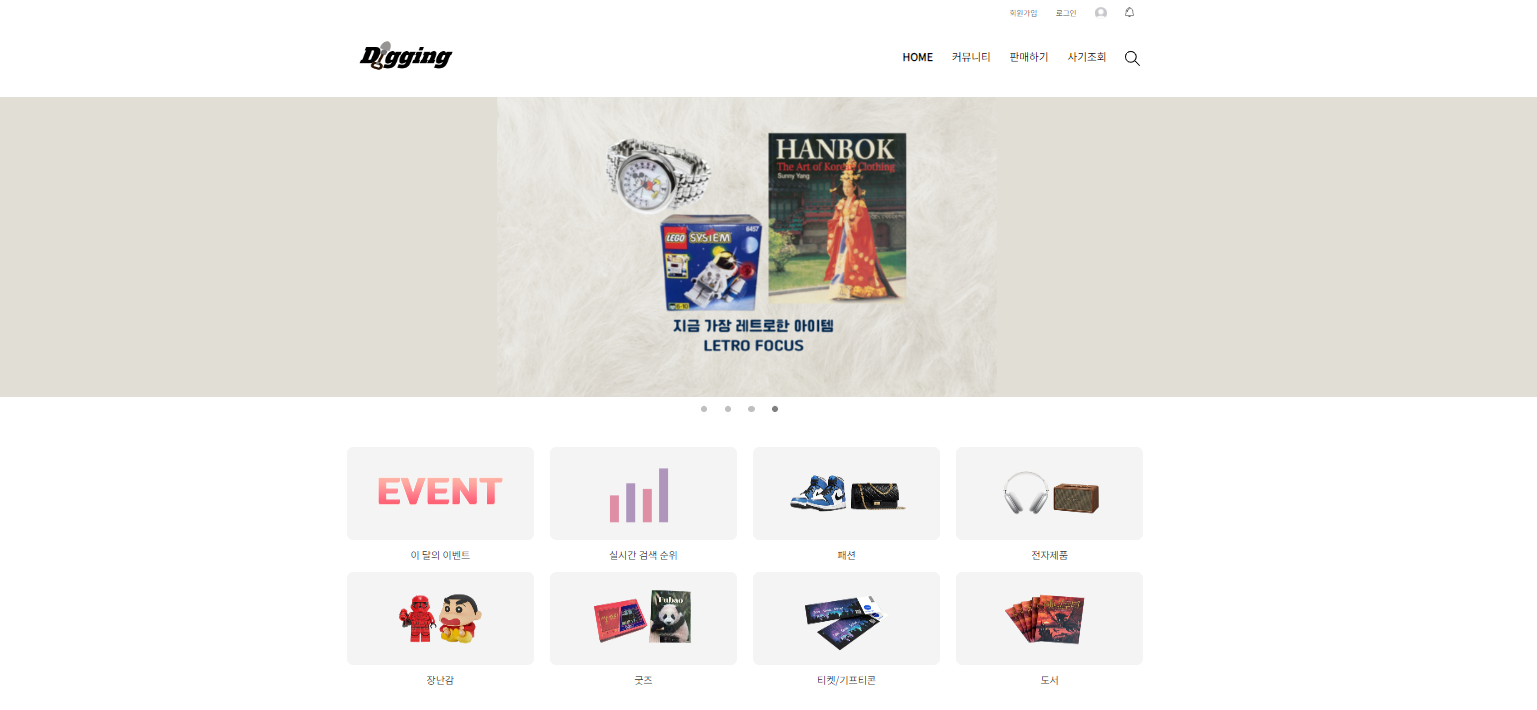 회원가입 로그인
Digging
HOME 커뮤니티 판매하기 사기조회
HANBOK
The Art of Korean Clothing
Sunny Yang
LEGO SYSTEM 6457
지금 가장 레트로한 아이템
LETRO FOCUS
EVENT
이 달의 이벤트 실시간 검색 순위 패션 전자제품
Fubao
장난감 굿즈 티켓/기프티콘 도서